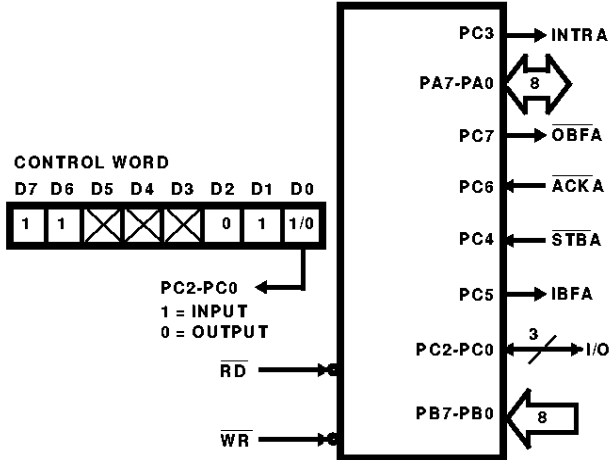 PC3 INTRA
PA7-PA0 8
PC7 OBFA
CONTROL WORD
D7 D6 D5 D4 D3 D2 D1 D0
PC6 ACKA
1 1 0 1 1/0
PC4 STBA
PC2-PC0
PC5 IBFA
1 = INPUT
0 = OUTPUT
3
PC2-PC0 I/O
RD
PB7-PB0 8
WR